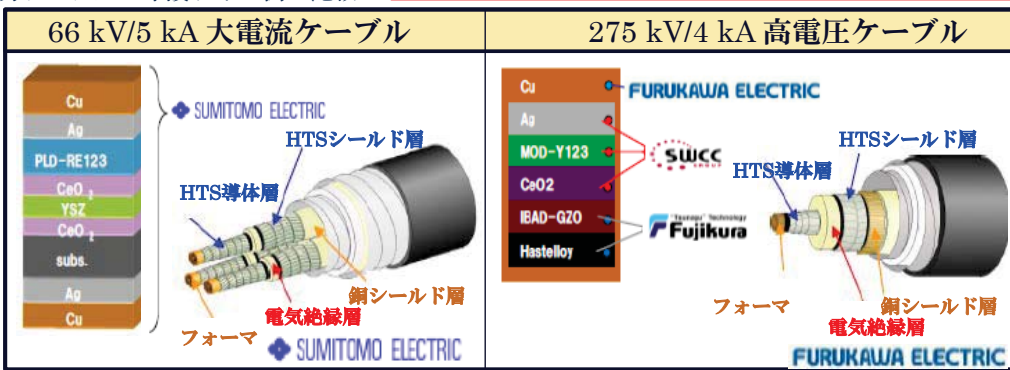 66 kV/5 kA 大電流ケーブル
275 kV/4 kA 高電圧ケーブル
Cu
Ag
PLD-RE123
CeO2
YSZ
CeO2
subs.
Ag
Cu
SUMITOMO ELECTRIC
HTSシールド層
HTS導体層
フォーマ
電気絶縁層
銅シールド層
SUMITOMO ELECTRIC
Cu
Ag
MOD-Y123
CeO2
IBAD-GZO
Hastelloy
FURUKAWA ELECTRIC
SWCC
"Tsunagu" Technology
Fujikura
HTSシールド層
HTS導体層
フォーマ
銅シールド層
電気絶縁層
FURUKAWA ELECTRIC